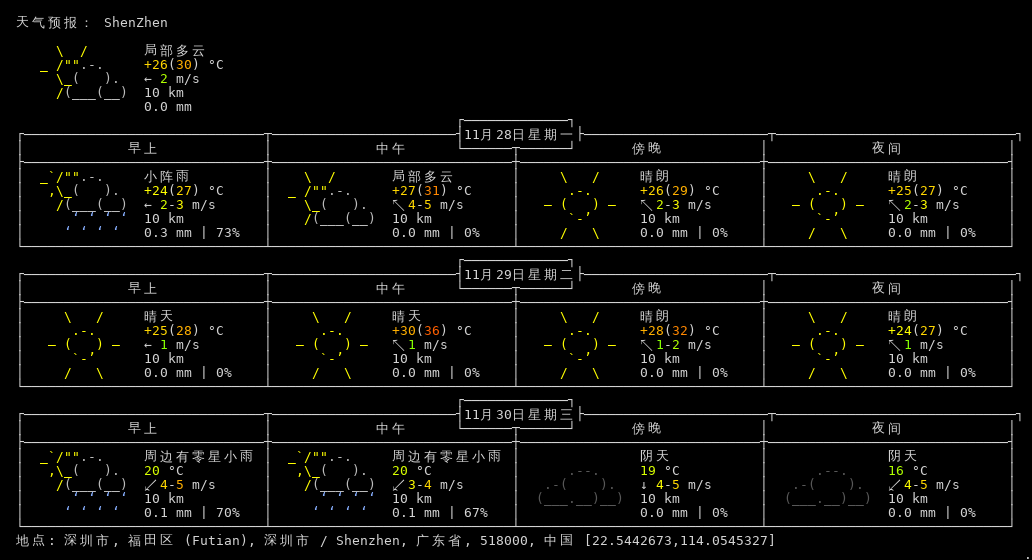 天气预报： ShenZhen
局部多云
+26(30) °C
← 2 m/s
10 km
0.0 mm
11月28日星期一
早上 中午 傍晚 夜间
小阵雨 局部多云 晴朗 晴朗
+24(27) °C +27(31) °C +26(29) °C +25(27) °C
← 2-3 m/s ↖ 4-5 m/s ↖ 2-3 m/s ↖ 2-3 m/s
10 km 10 km 10 km 10 km
0.3 mm | 73% 0.0 mm | 0% 0.0 mm | 0% 0.0 mm | 0%
11月29日星期二
早上 中午 傍晚 夜间
晴天 晴天 晴朗 晴朗
+25(28) °C +30(36) °C +28(32) °C +24(27) °C
← 1 m/s ↖ 1 m/s ↖ 1-2 m/s ↖ 1 m/s
10 km 10 km 10 km 10 km
0.0 mm | 0% 0.0 mm | 0% 0.0 mm | 0% 0.0 mm | 0%
11月30日星期三
早上 中午 傍晚 夜间
周边有零星小雨 周边有零星小雨 阴天 阴天
20 °C 20 °C 19 °C 16 °C
↙ 4-5 m/s ↙ 3-4 m/s ↓ 4-5 m/s ↙ 4-5 m/s
10 km 10 km 10 km 10 km
0.1 mm | 70% 0.1 mm | 67% 0.0 mm | 0% 0.0 mm | 0%
地点: 深圳市, 福田区 (Futian), 深圳市 / Shenzhen, 广东省, 518000, 中国 [22.5442673,114.0545327]